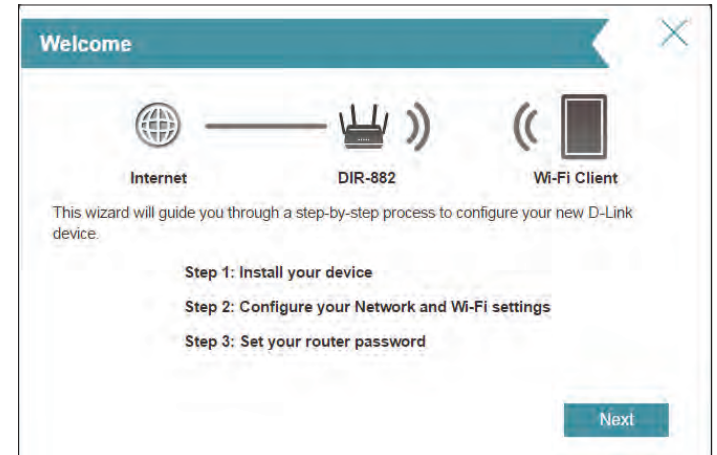 Welcome
Internet
DIR-882
Wi-Fi Client
This wizard will guide you through a step-by-step process to configure your new D-Link
device.
Step 1: Install your device
Step 2: Configure your Network and Wi-Fi settings
Step 3: Set your router password
Next